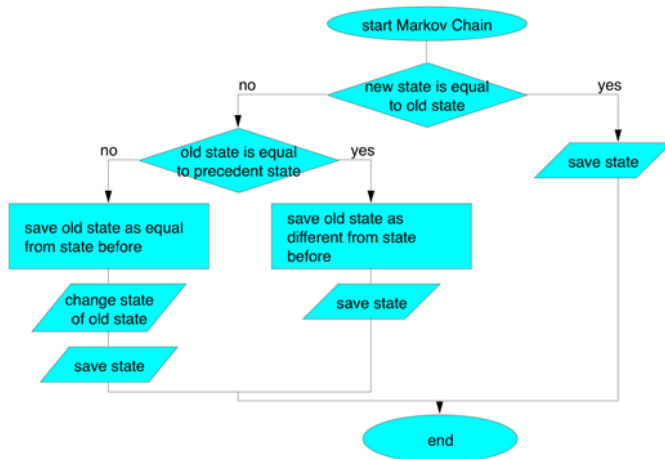 start Markov Chain
new state is equal
to old state
no
yes
old state is equal
to precedent state
no
yes
save state
save old state as equal
from state before
save old state as
different from state
before
change state
of old state
save state
save state
end